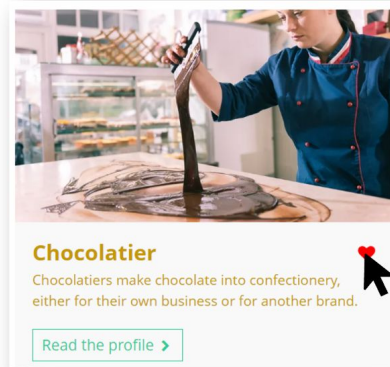 Chocolatier
Chocolatiers make chocolate into confectionery,
either for their own business or for another brand.
Read the profile >